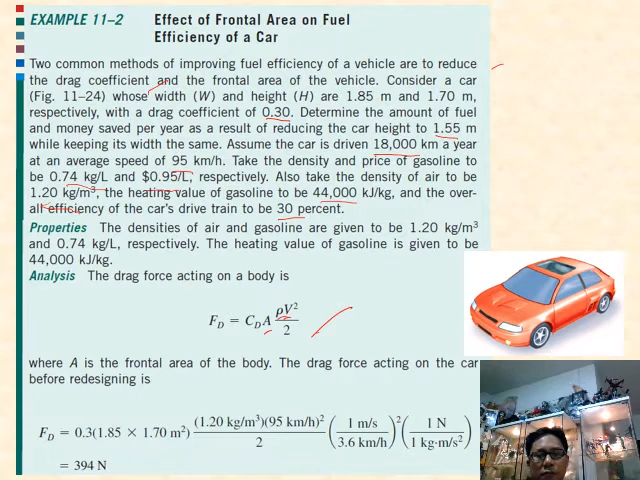 EXAMPLE 11–2 Effect of Frontal Area on Fuel
Efficiency of a Car
Two common methods of improving fuel efficiency of a vehicle are to reduce
the drag coefficient and the frontal area of the vehicle. Consider a car
(Fig. 11–24) whose width (W) and height (H) are 1.85 m and 1.70 m,
respectively, with a drag coefficient of 0.30. Determine the amount of fuel
and money saved per year as a result of reducing the car height to 1.55 m
while keeping its width the same. Assume the car is driven 18,000 km a year
at an average speed of 95 km/h. Take the density and price of gasoline to
be 0.74 kg/L and $0.95/L, respectively. Also take the density of air to be
1.20 kg/m³, the heating value of gasoline to be 44,000 kJ/kg, and the over-
all efficiency of the car's drive train to be 30 percent.
Properties The densities of air and gasoline are given to be 1.20 kg/m³
and 0.74 kg/L, respectively. The heating value of gasoline is given to be
44,000 kJ/kg.
Analysis The drag force acting on a body is
F_D = C_D A ρV²/2
where A is the frontal area of the body. The drag force acting on the car
before redesigning is
F_D = 0.3(1.85 × 1.70 m²) (1.20 kg/m³)(95 km/h)²/2 (1 m/s / 3.6 km/h)² (1 N / 1 kg·m/s²)
= 394 N